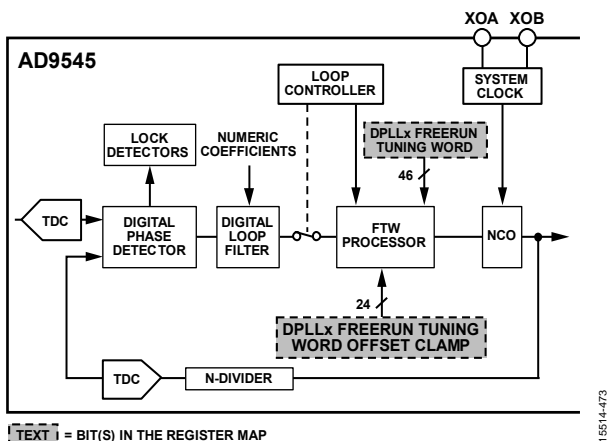 XOA XOB
AD9545
LOOP
CONTROLLER
SYSTEM
CLOCK
LOCK
DETECTORS
NUMERIC
COEFFICIENTS
DPLLx FREERUN
TUNING WORD
46
TDC
DIGITAL
PHASE
DETECTOR
DIGITAL
LOOP
FILTER
FTW
PROCESSOR
NCO
24
DPLLx FREERUN TUNING
WORD OFFSET CLAMP
TDC
N-DIVIDER
TEXT = BIT(S) IN THE REGISTER MAP
15514-473